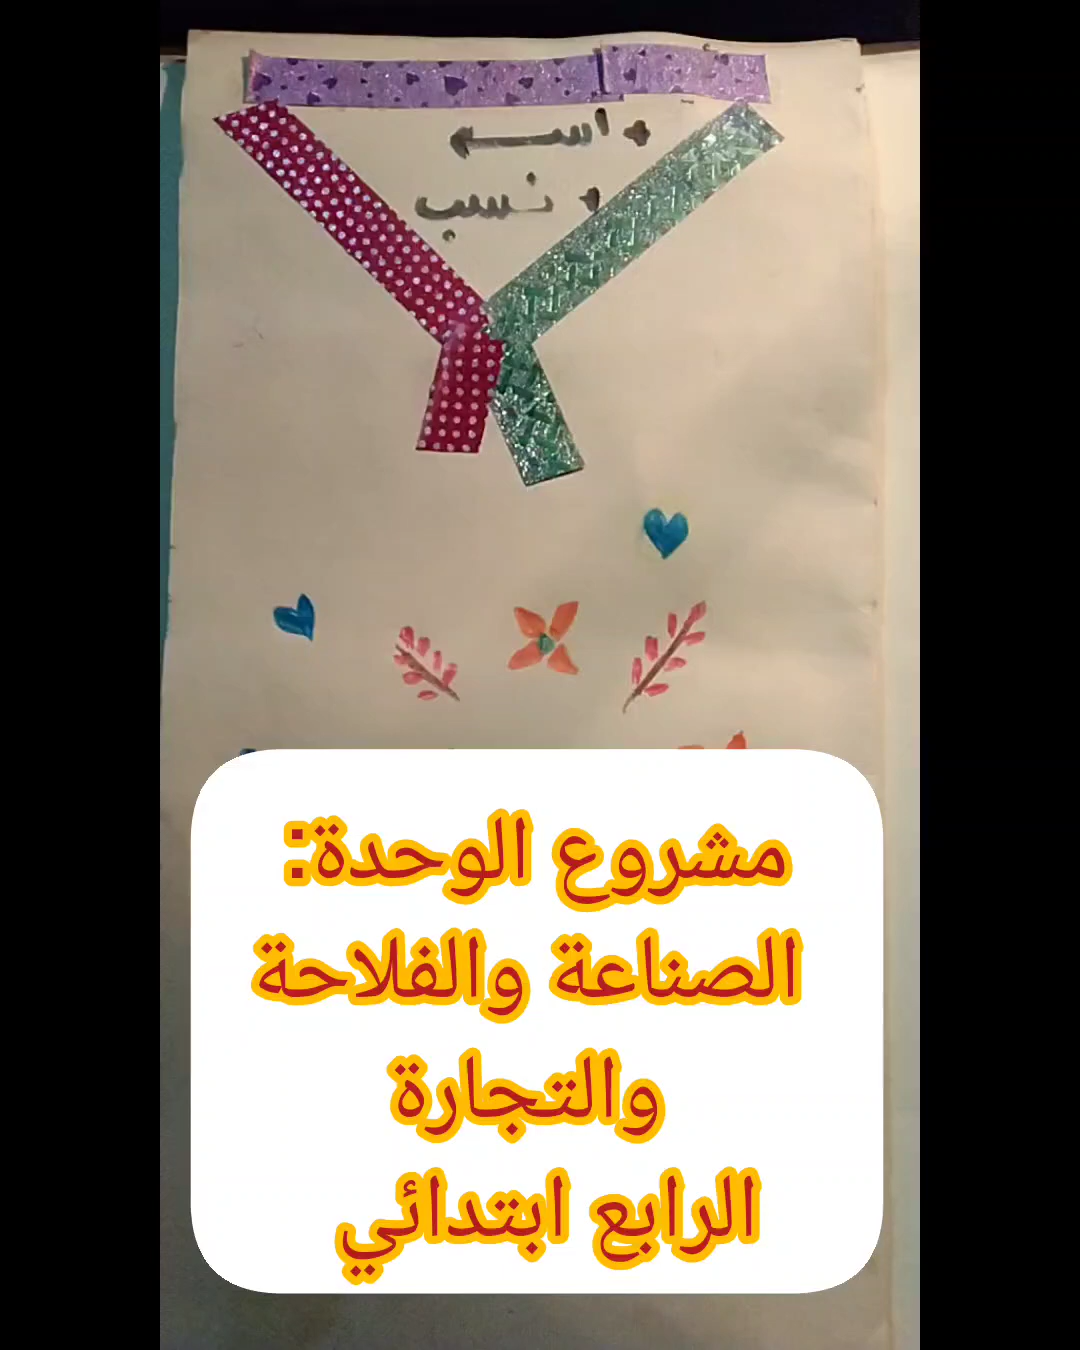 اسم
نسب
مشروع الوحدة:
الصناعة والفلاحة
والتجارة
الرابع ابتدائي